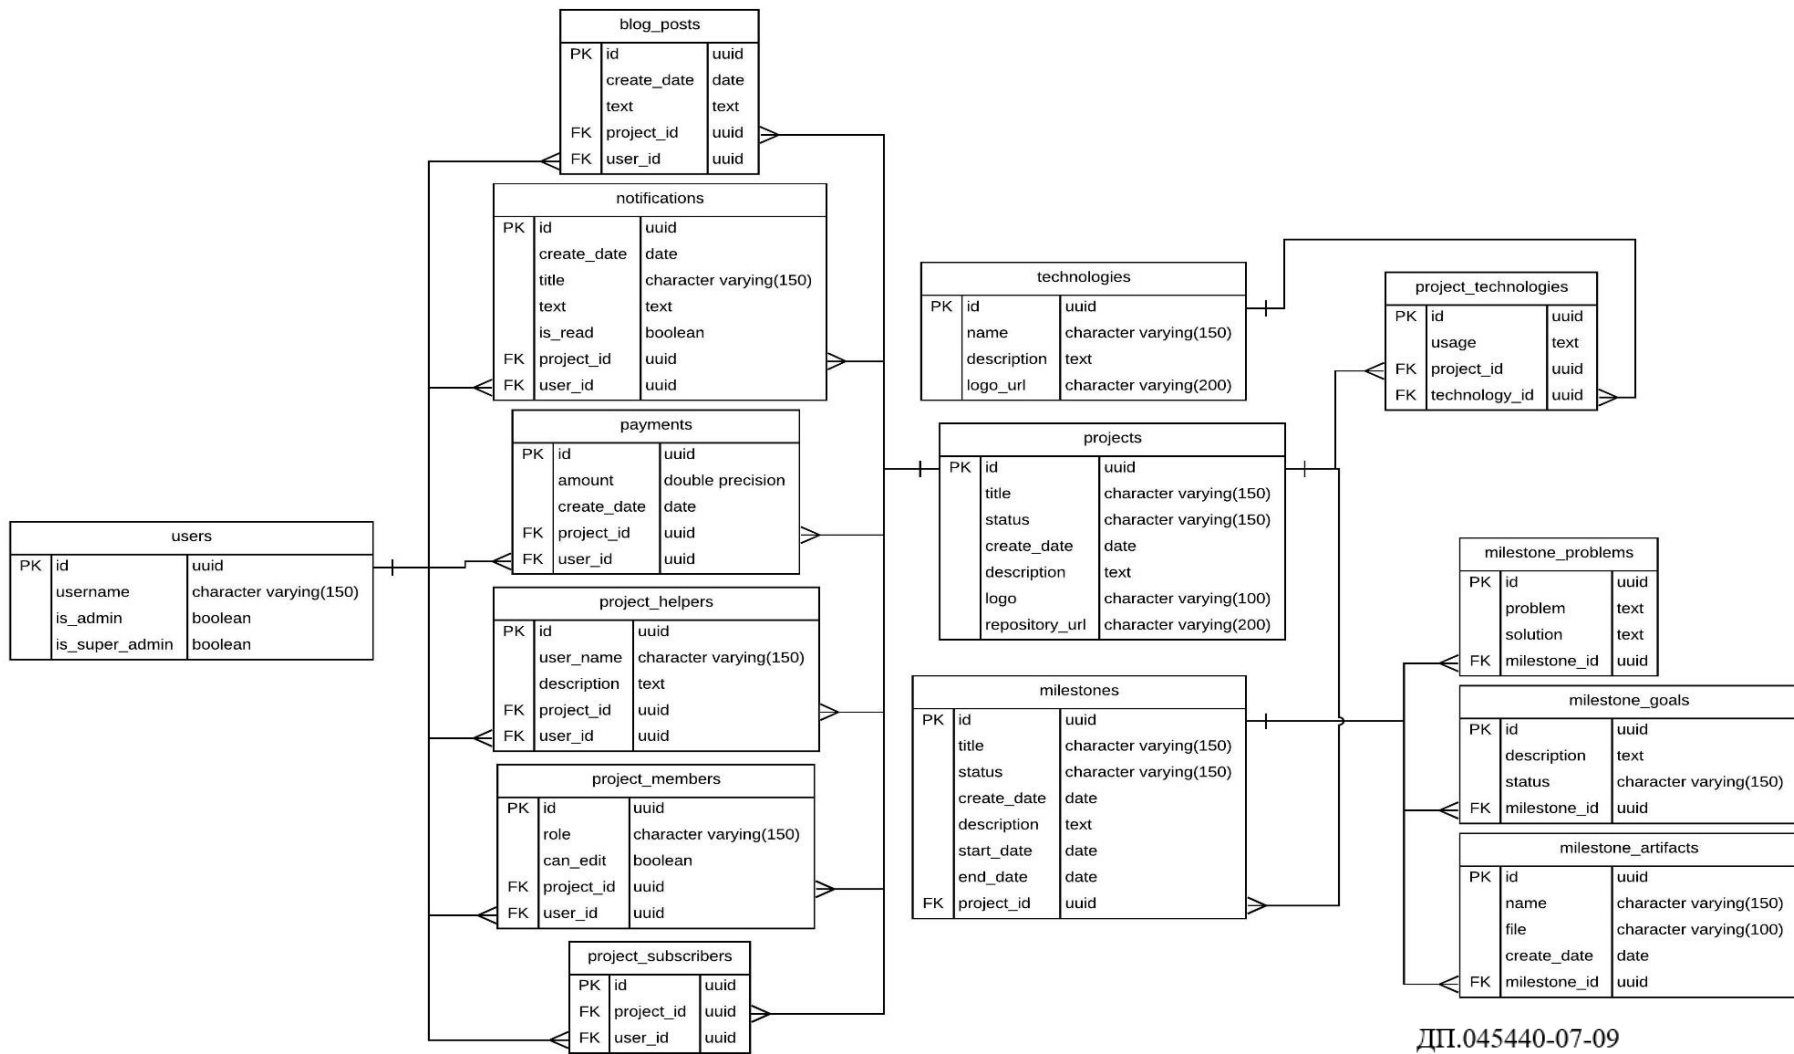 blog_posts
PK id uuid
create_date date
text text
FK project_id uuid
FK user_id uuid
notifications
PK id uuid
create_date date
title character varying(150)
text text
is_read boolean
FK project_id uuid
FK user_id uuid
payments
PK id uuid
amount double precision
create_date date
FK project_id uuid
FK user_id uuid
users
PK id uuid
username character varying(150)
is_admin boolean
is_super_admin boolean
project_helpers
PK id uuid
user_name character varying(150)
description text
FK project_id uuid
FK user_id uuid
project_members
PK id uuid
role character varying(150)
can_edit boolean
FK project_id uuid
FK user_id uuid
project_subscribers
PK id uuid
FK project_id uuid
FK user_id uuid
technologies
PK id uuid
name character varying(150)
description text
logo_url character varying(200)
project_technologies
PK id uuid
usage text
FK project_id uuid
FK technology_id uuid
projects
PK id uuid
title character varying(150)
status character varying(150)
create_date date
description text
logo character varying(100)
repository_url character varying(200)
milestones
PK id uuid
title character varying(150)
status character varying(150)
create_date date
description text
start_date date
end_date date
FK project_id uuid
milestone_problems
PK id uuid
problem text
solution text
FK milestone_id uuid
milestone_goals
PK id uuid
description text
status character varying(150)
FK milestone_id uuid
milestone_artifacts
PK id uuid
name character varying(150)
file character varying(100)
create_date date
FK milestone_id uuid
ДП.045440-07-09